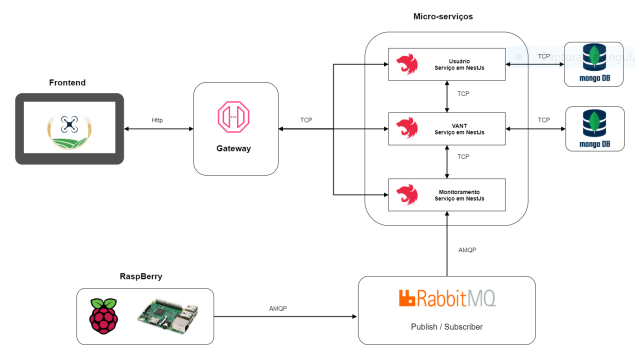 Micro-serviços
Usuário
Serviço em NestJs
TCP
mongo DB
TCP
Frontend
Http
Gateway
TCP
VANT
Serviço em NestJs
TCP
mongo DB
TCP
Monitoramento
Serviço em NestJs
AMQP
RaspBerry
AMQP
RabbitMQ
Publish / Subscriber